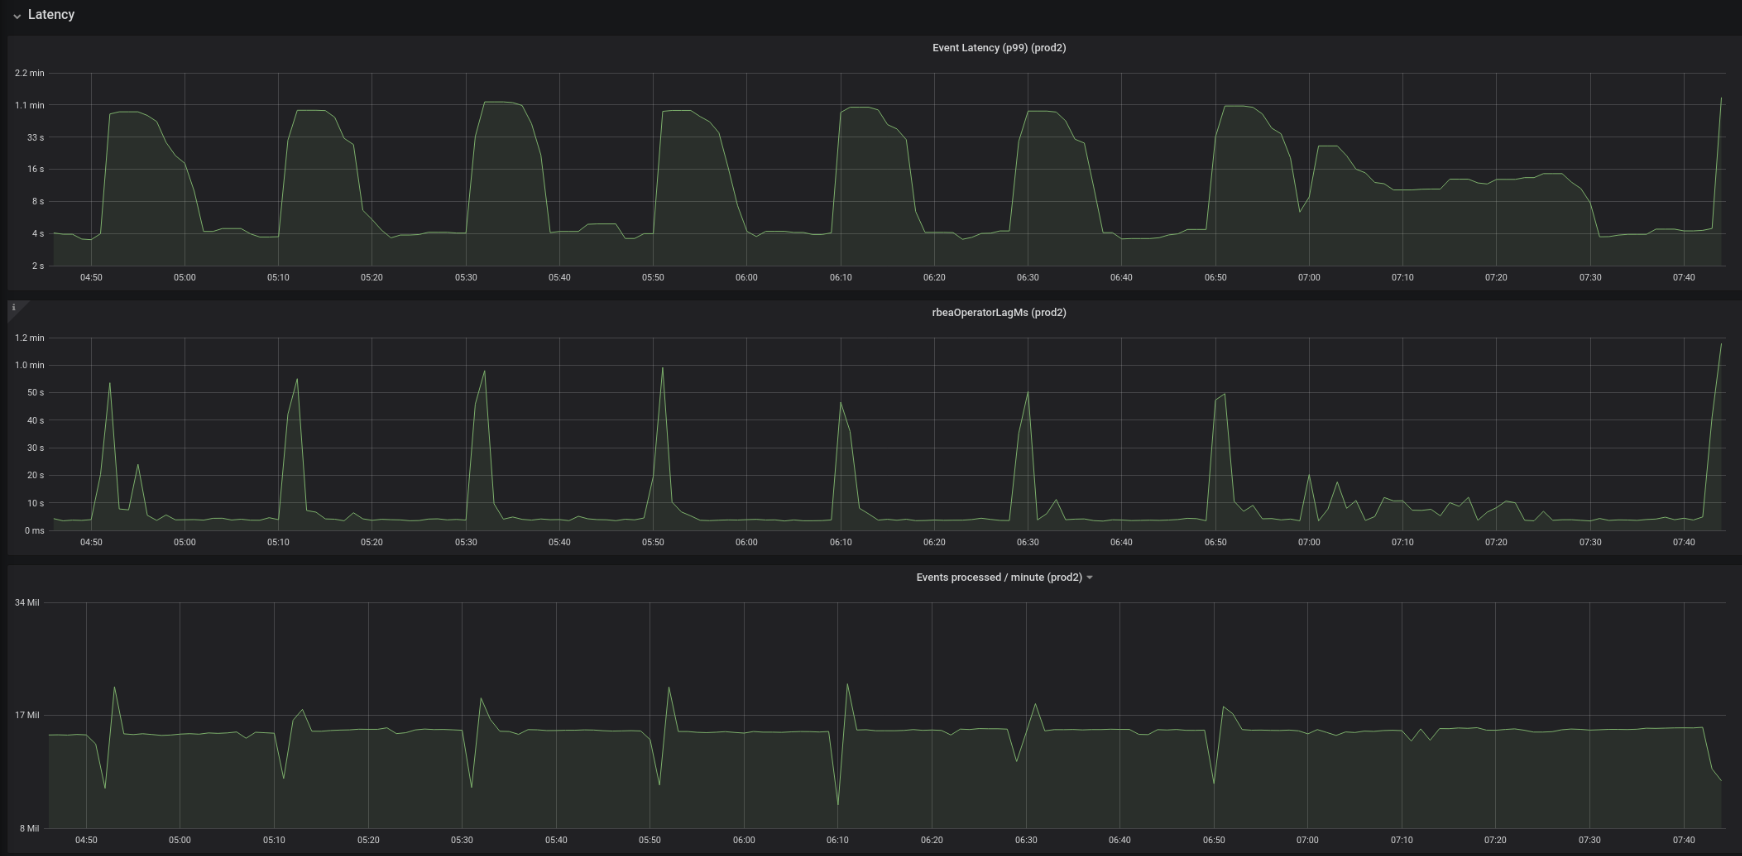 Latency
Event Latency (p99) (prod2)
2.2 min
1.1 min
33 s
16 s
8 s
4 s
2 s
04:50 05:00 05:10 05:20 05:30 05:40 05:50 06:00 06:10 06:20 06:30 06:40 06:50 07:00 07:10 07:20 07:30 07:40
i
rbeaOperatorLagMs (prod2)
1.2 min
1.0 min
50 s
40 s
30 s
20 s
10 s
0 ms
04:50 05:00 05:10 05:20 05:30 05:40 05:50 06:00 06:10 06:20 06:30 06:40 06:50 07:00 07:10 07:20 07:30 07:40
Events processed / minute (prod2)
34 Mil
17 Mil
8 Mil
04:50 05:00 05:10 05:20 05:30 05:40 05:50 06:00 06:10 06:20 06:30 06:40 06:50 07:00 07:10 07:20 07:30 07:40